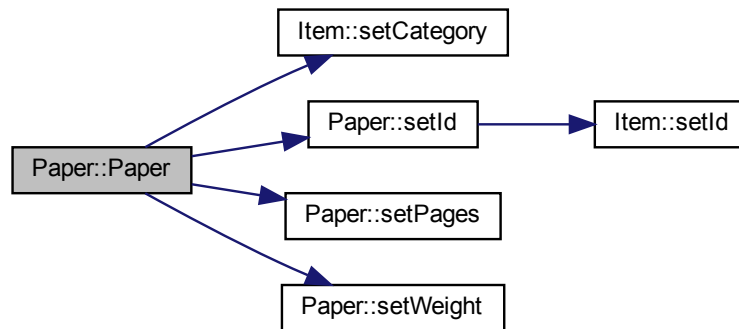 Item::setCategory
Paper::setId
Item::setId
Paper::Paper
Paper::setPages
Paper::setWeight